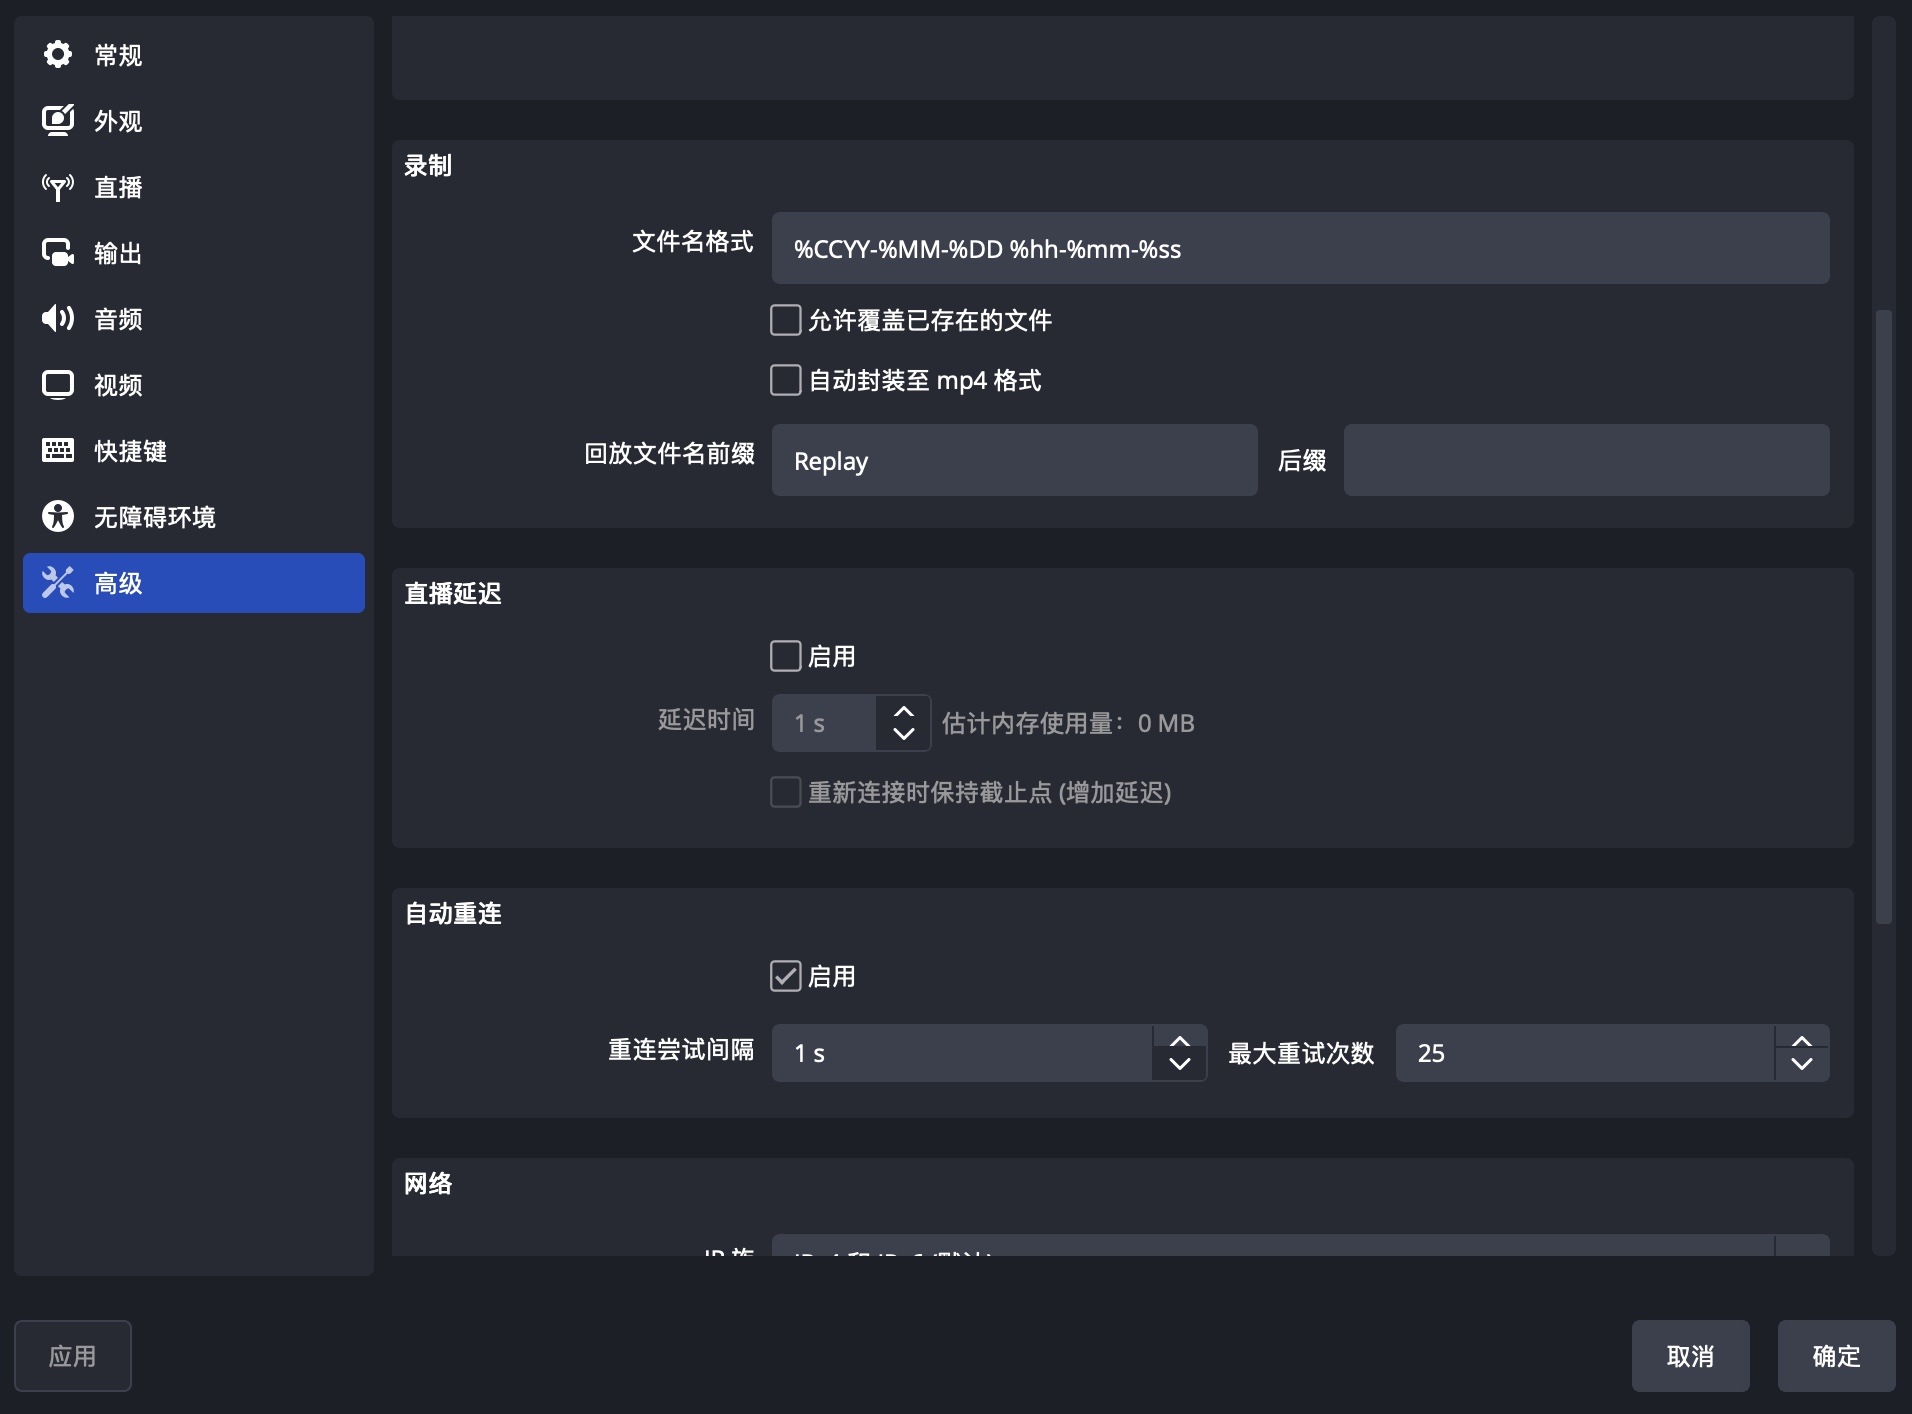 常规
外观
直播
输出
音频
视频
快捷键
无障碍环境
高级
录制
文件名格式 %CCYY-%MM-%DD %hh-%mm-%ss
允许覆盖已存在的文件
自动封装至 mp4 格式
回放文件名前缀 Replay 后缀
直播延迟
启用
延迟时间 1 s 估计内存使用量：0 MB
重新连接时保持截止点 (增加延迟)
自动重连
启用
重连尝试间隔 1 s 最大重试次数 25
网络
应用 取消 确定